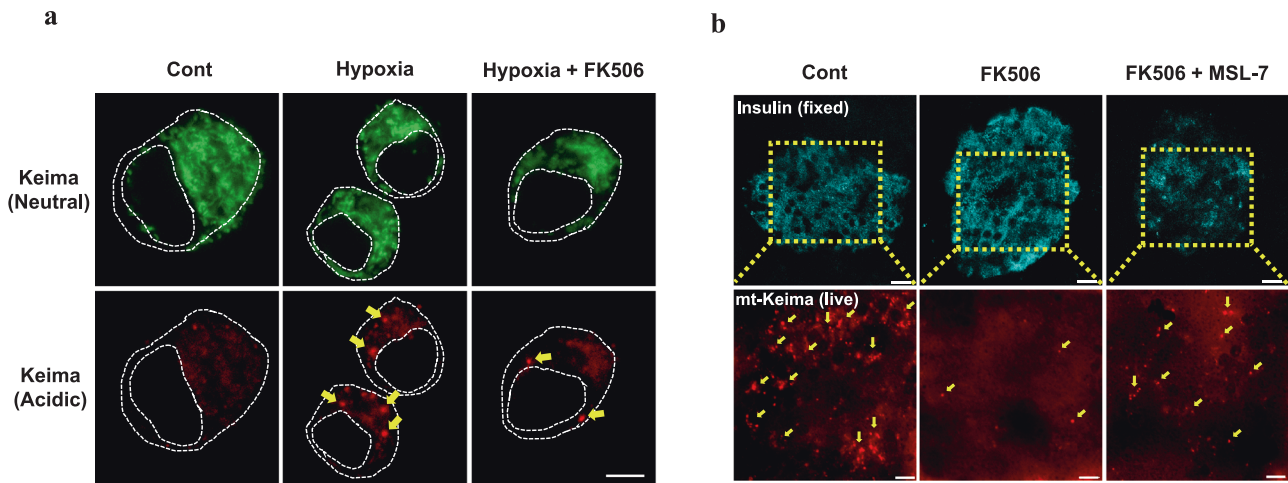 a
Cont
Hypoxia
Hypoxia + FK506
Keima
(Neutral)
Keima
(Acidic)
b
Cont
FK506
FK506 + MSL-7
Insulin (fixed)
mt-Keima (live)